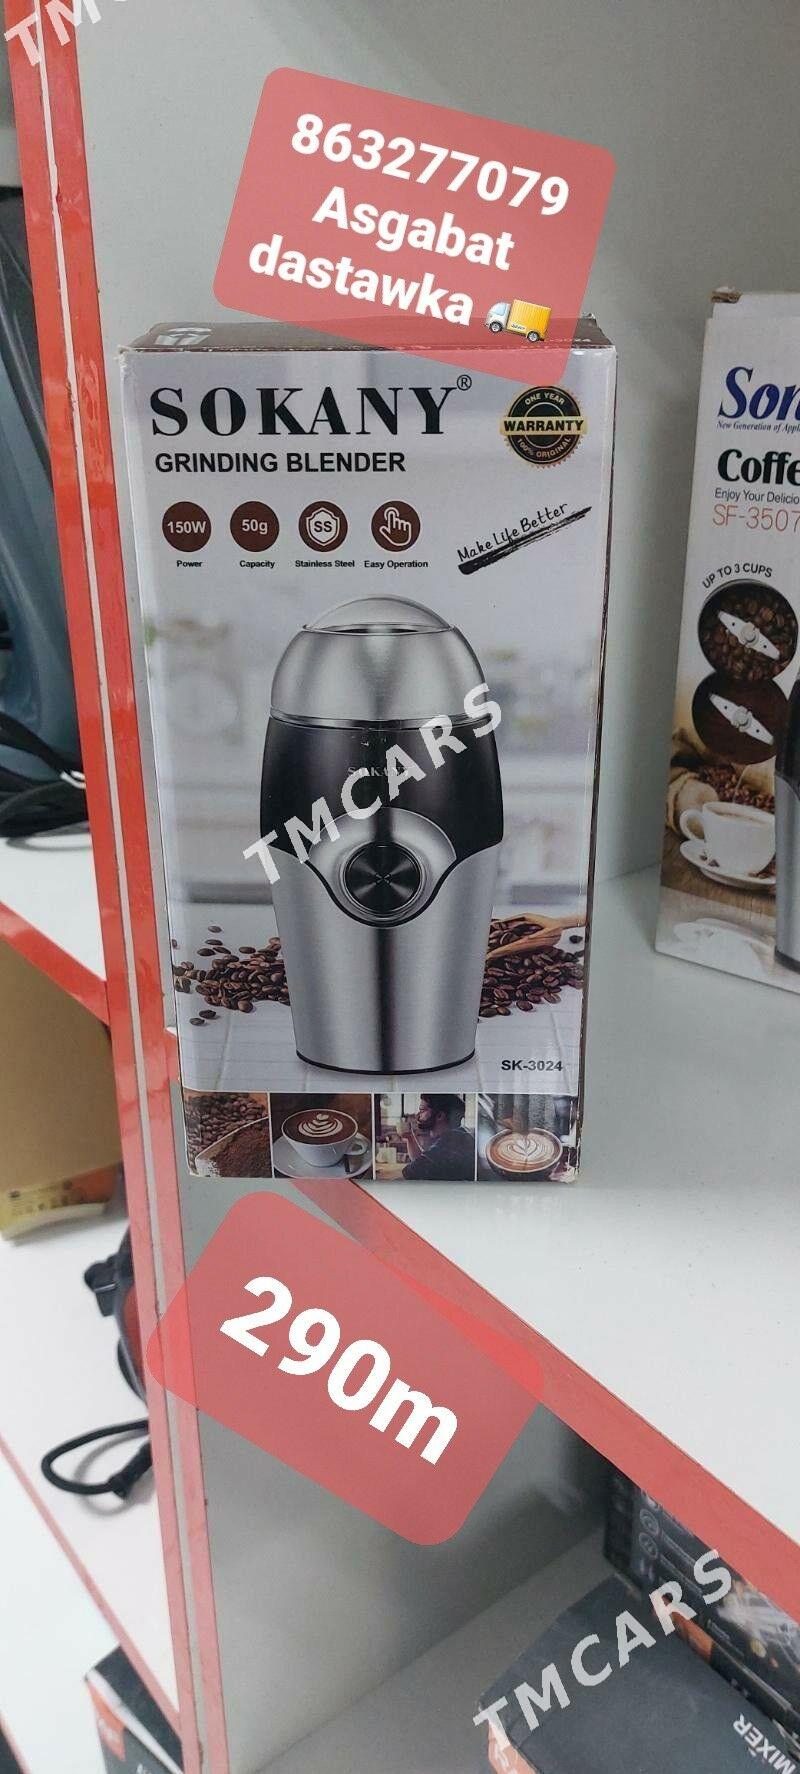 TMC
863277079
Asgabat
dastawka
SOKANY®
GRINDING BLENDER
ONE YEAR
WARRANTY
100% ORIGINAL
150W
50g
SS
Power
Capacity
Stainless Steel
Easy Operation
Make Life Better
SOKANY
TMCARS
SK-3024
Son
New Generation of Appl
Coffe
Enjoy Your Delicio
SF-3507
UP TO 3 CUPS
290m
TMCARS
MIXER